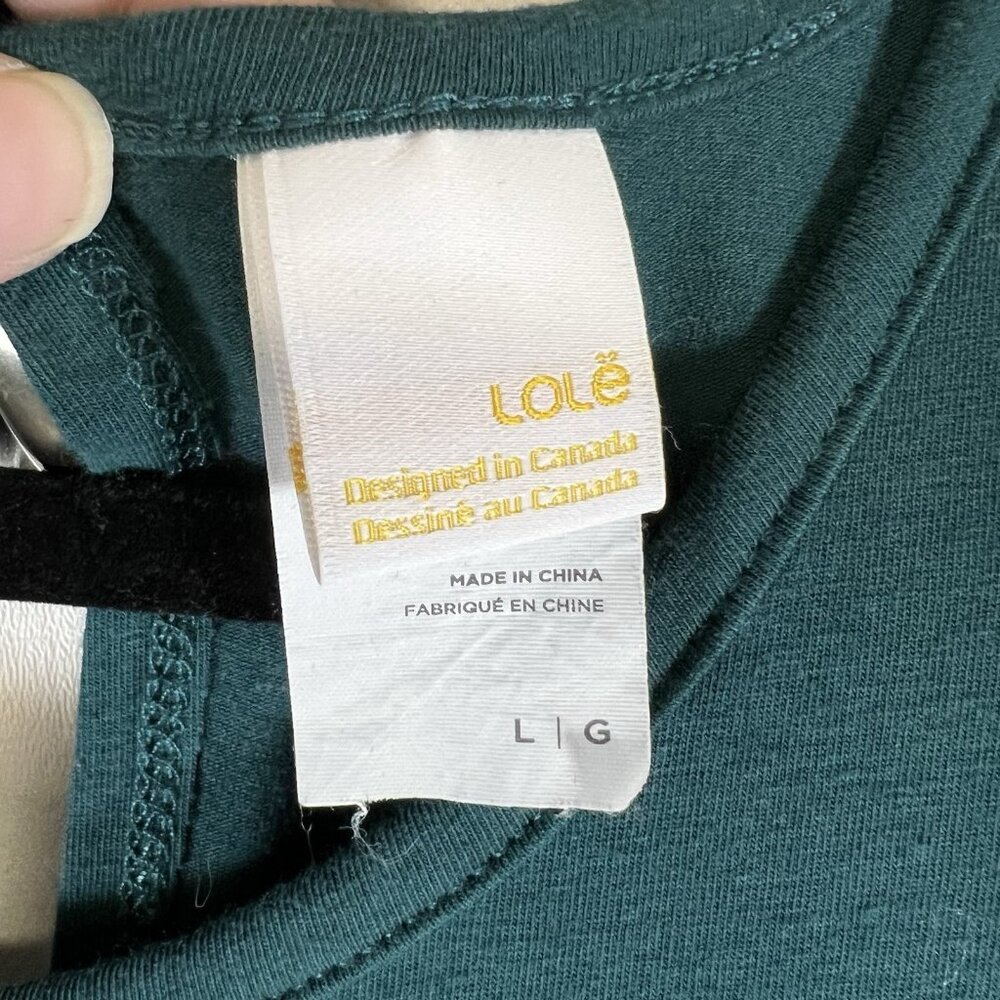 LOLË
Designed in Canada
Dessiné au Canada
MADE IN CHINA
FABRIQUÉ EN CHINE
L | G